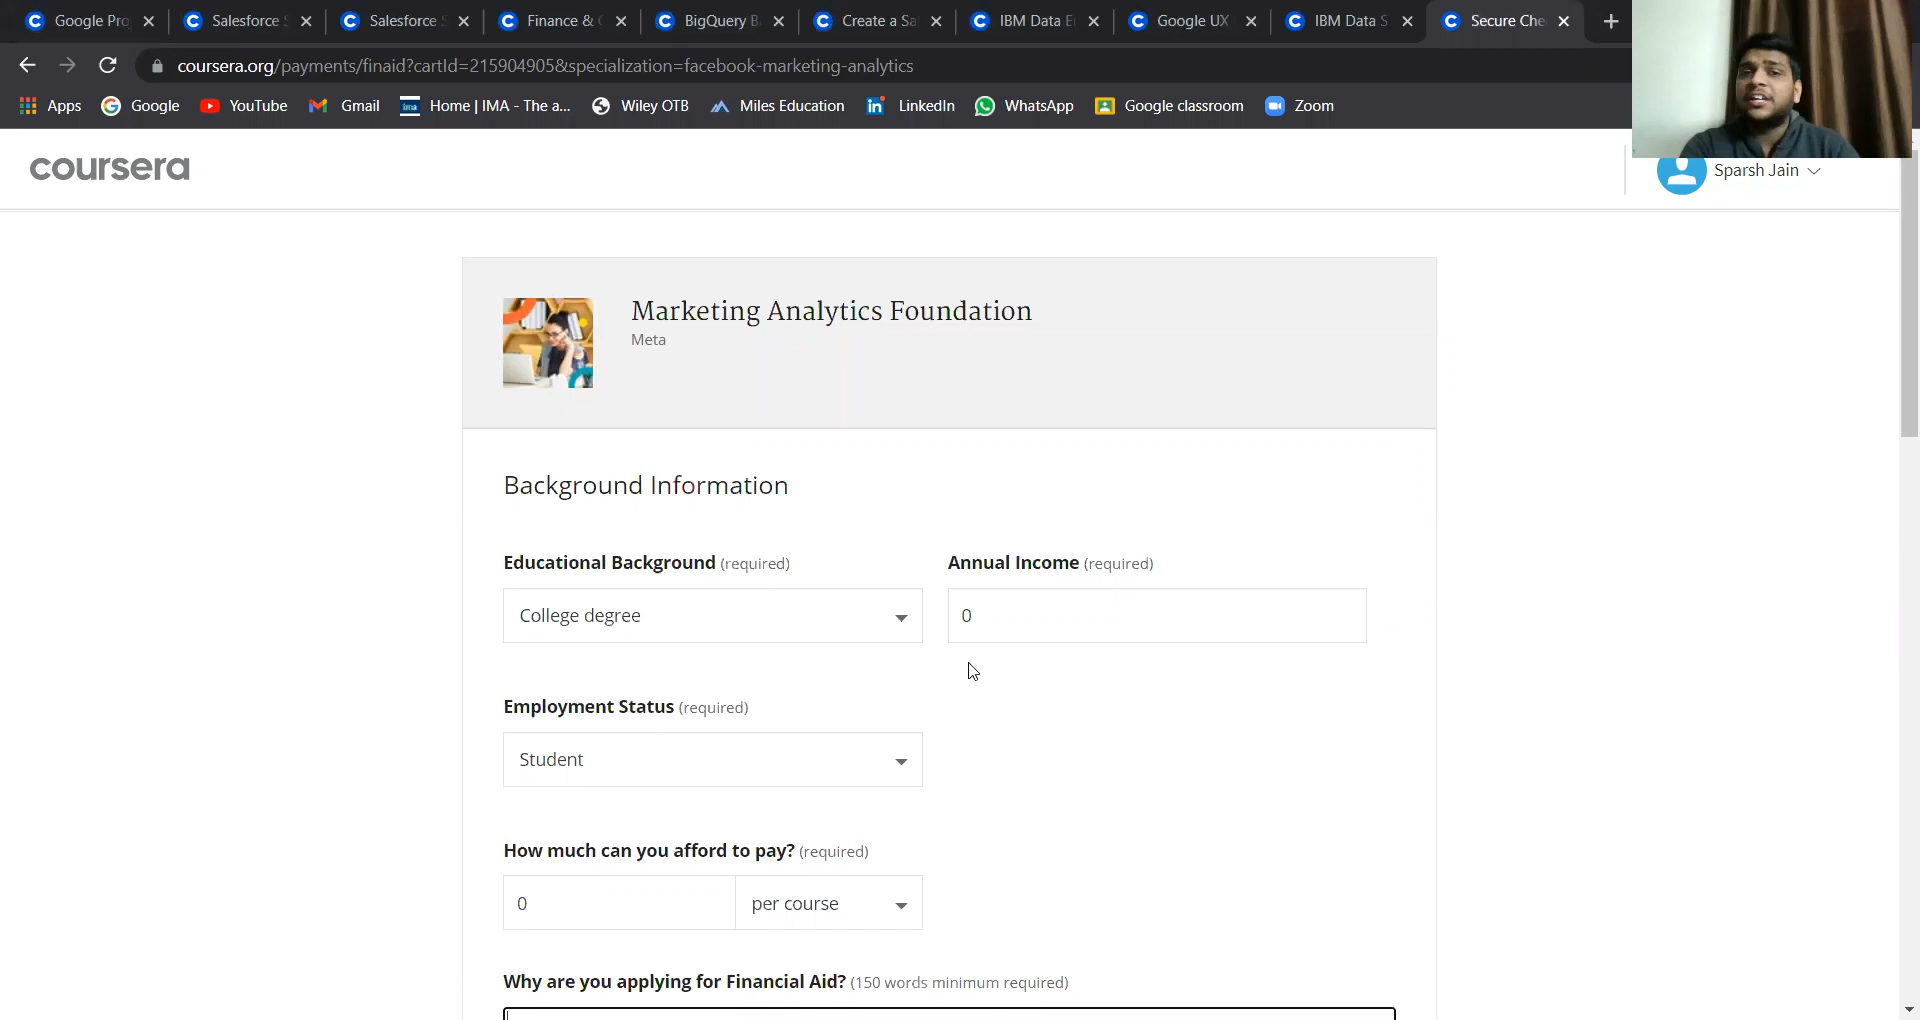 Google Pro
Salesforce S
Salesforce S
Finance &
BigQuery B
Create a Sa
IBM Data E
Google UX
IBM Data S
Secure Che
coursera.org/payments/finaid?cartId=215904905&specialization=facebook-marketing-analytics
Apps
Google
YouTube
Gmail
ima
Home | IMA - The a...
Wiley OTB
Miles Education
LinkedIn
WhatsApp
Google classroom
Zoom
coursera
Sparsh Jain
Marketing Analytics Foundation
Meta
Background Information
Educational Background (required)
Annual Income (required)
College degree
0
Employment Status (required)
Student
How much can you afford to pay? (required)
0
per course
Why are you applying for Financial Aid? (150 words minimum required)